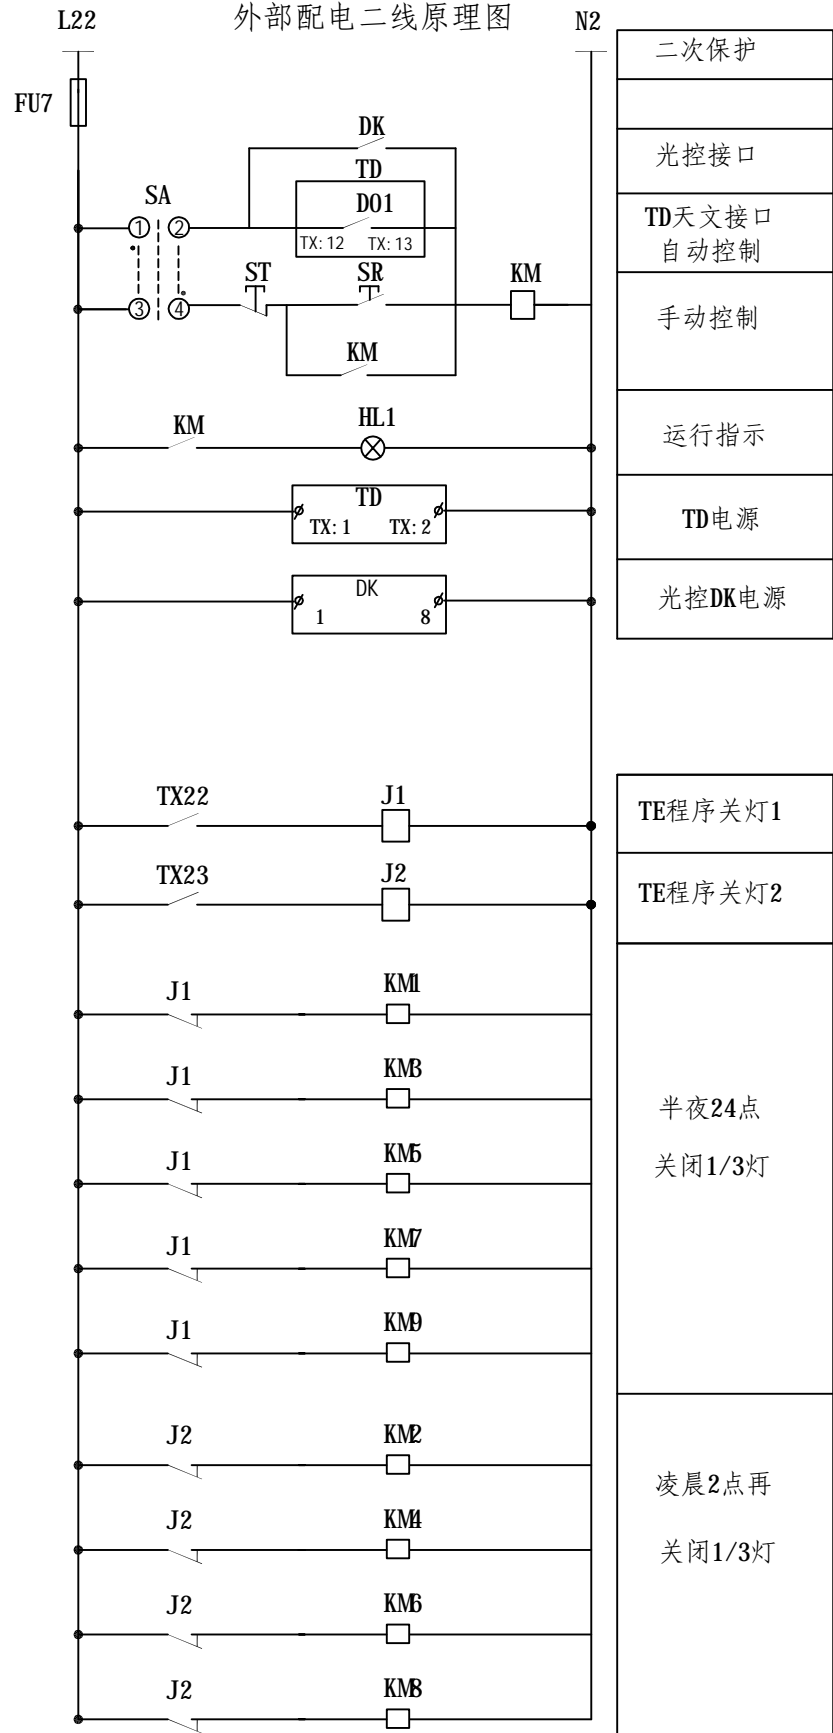 外部配电二线原理图
L22
N2
二次保护
FU7
DK
光控接口
TD
SA
DO1
TD天文接口
自动控制
1
2
TX:12
TX:13
ST
SR
KM
3
4
手动控制
KM
KM
HL1
运行指示
TD
TX:1
TX:2
TD电源
DK
1
8
光控DK电源
TX22
J1
TE程序关灯1
TX23
J2
TE程序关灯2
J1
KM1
J1
KM3
半夜24点
关闭1/3灯
J1
KM5
J1
KM7
J1
KM9
J2
KM2
凌晨2点再
关闭1/3灯
J2
KM4
J2
KM6
J2
KM8